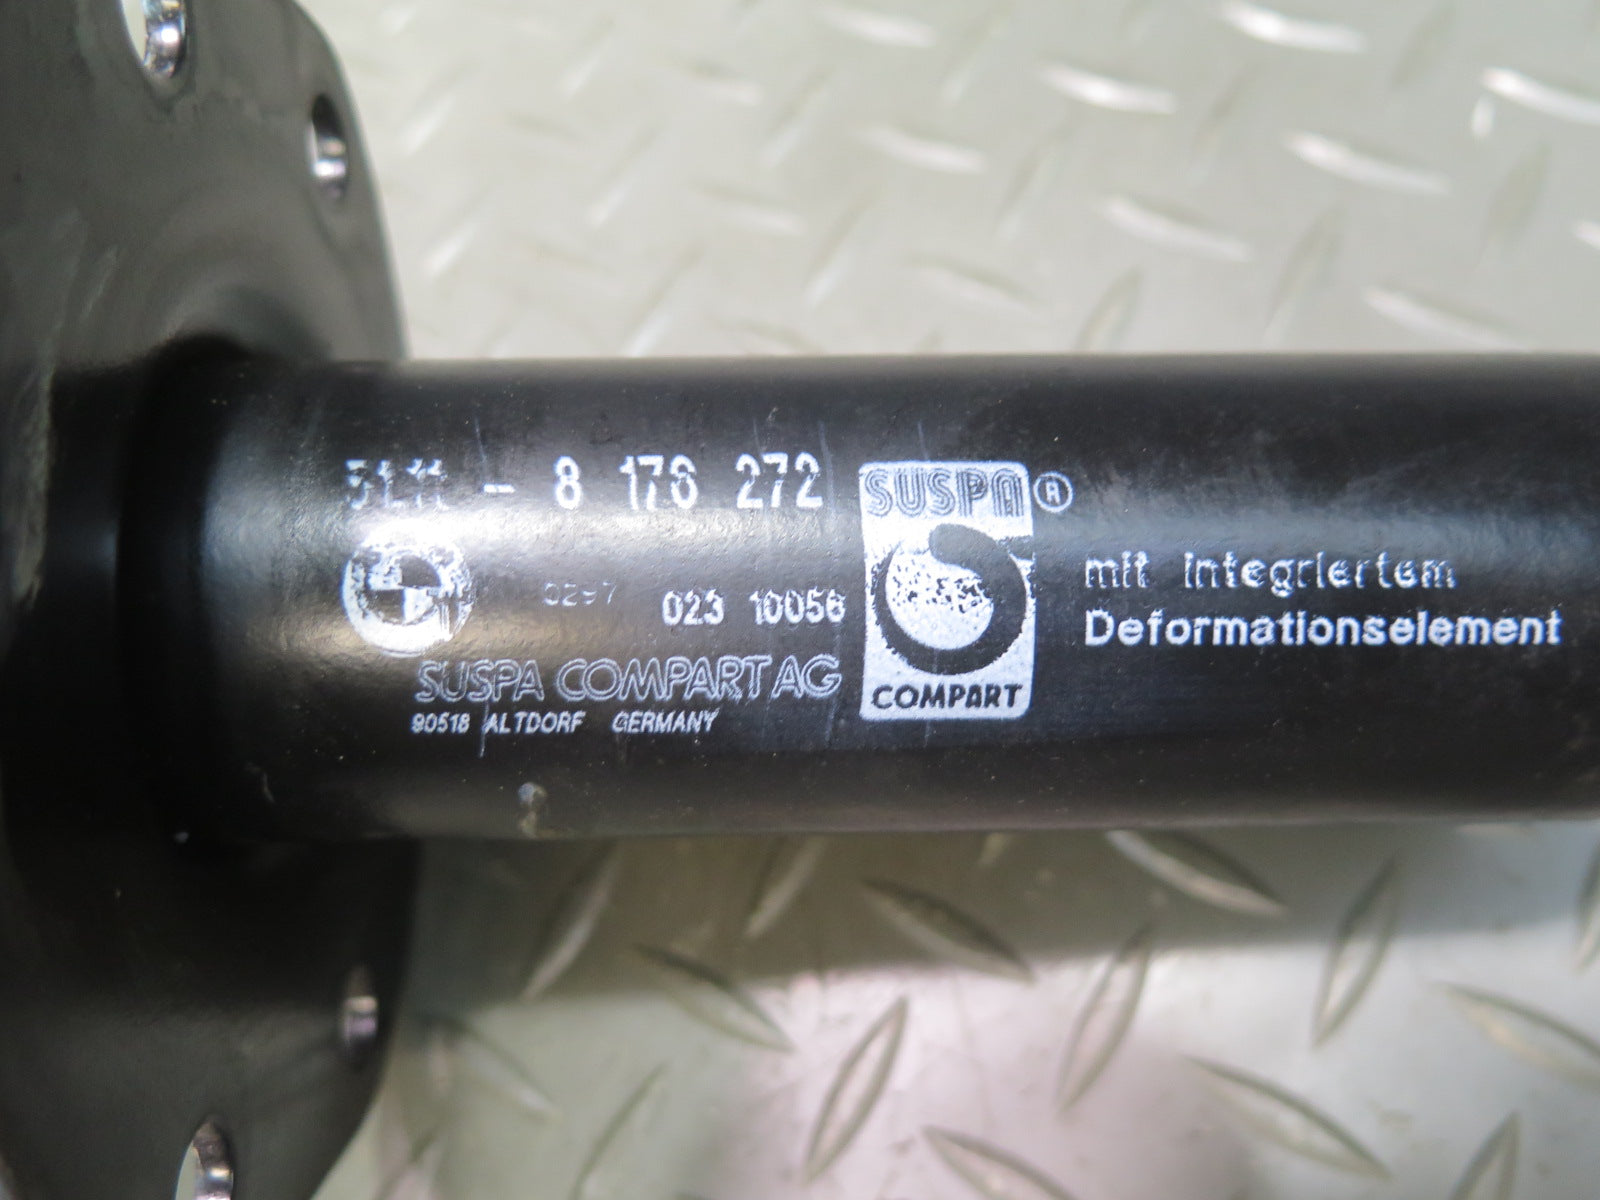 51.11 - 8 176 272
0297 023 10056
SUSPA COMPART AG
90518 ALTDORF GERMANY
SUSPA ®
COMPART
mit integriertem
Deformationselement